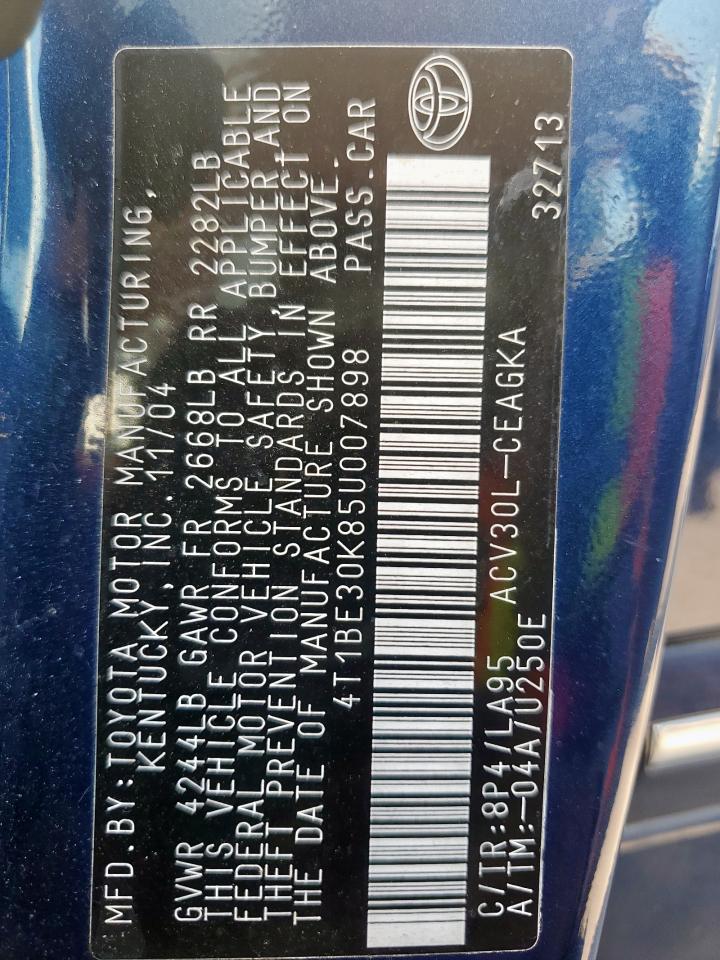 MFD.BY:TOYOTA MOTOR MANUFACTURING,
KENTUCKY,INC.11/04
GVWR 4244LB GAWR FR 2668LB RR 2282LB
THIS VEHICLE CONFORMS TO ALL APPLICABLE
FEDERAL MOTOR VEHICLE SAFETY,BUMPER,AND
THEFT PREVENTION STANDARDS IN EFFECT ON
THE DATE OF MANUFACTURE SHOWN ABOVE.
4T1BE30K85U007898 PASS.CAR
C/TR:8P4/LA95 ACV30L-CEAGKA
A/TM:-04A/U250E 32713